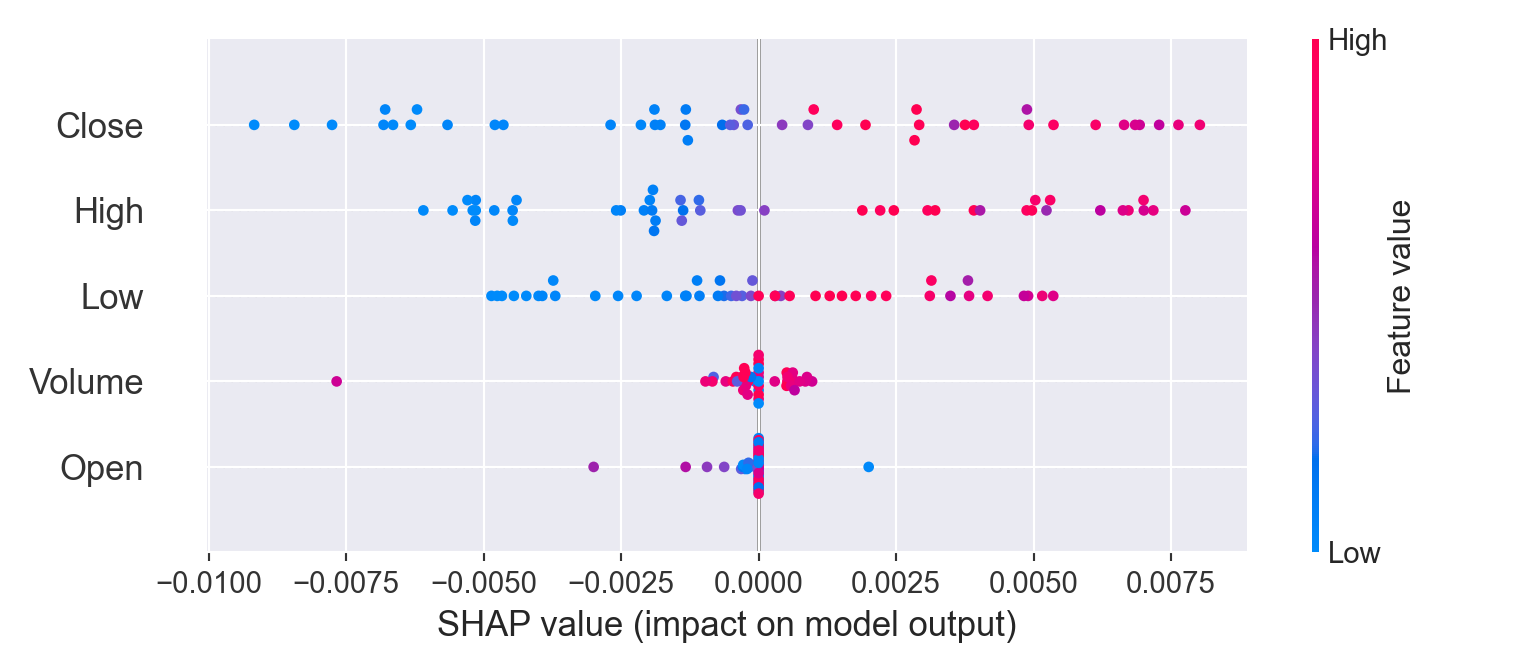 High
Close
High
Low
Volume
Open
Feature value
Low
−0.0100 −0.0075 −0.0050 −0.0025 0.0000 0.0025 0.0050 0.0075
SHAP value (impact on model output)